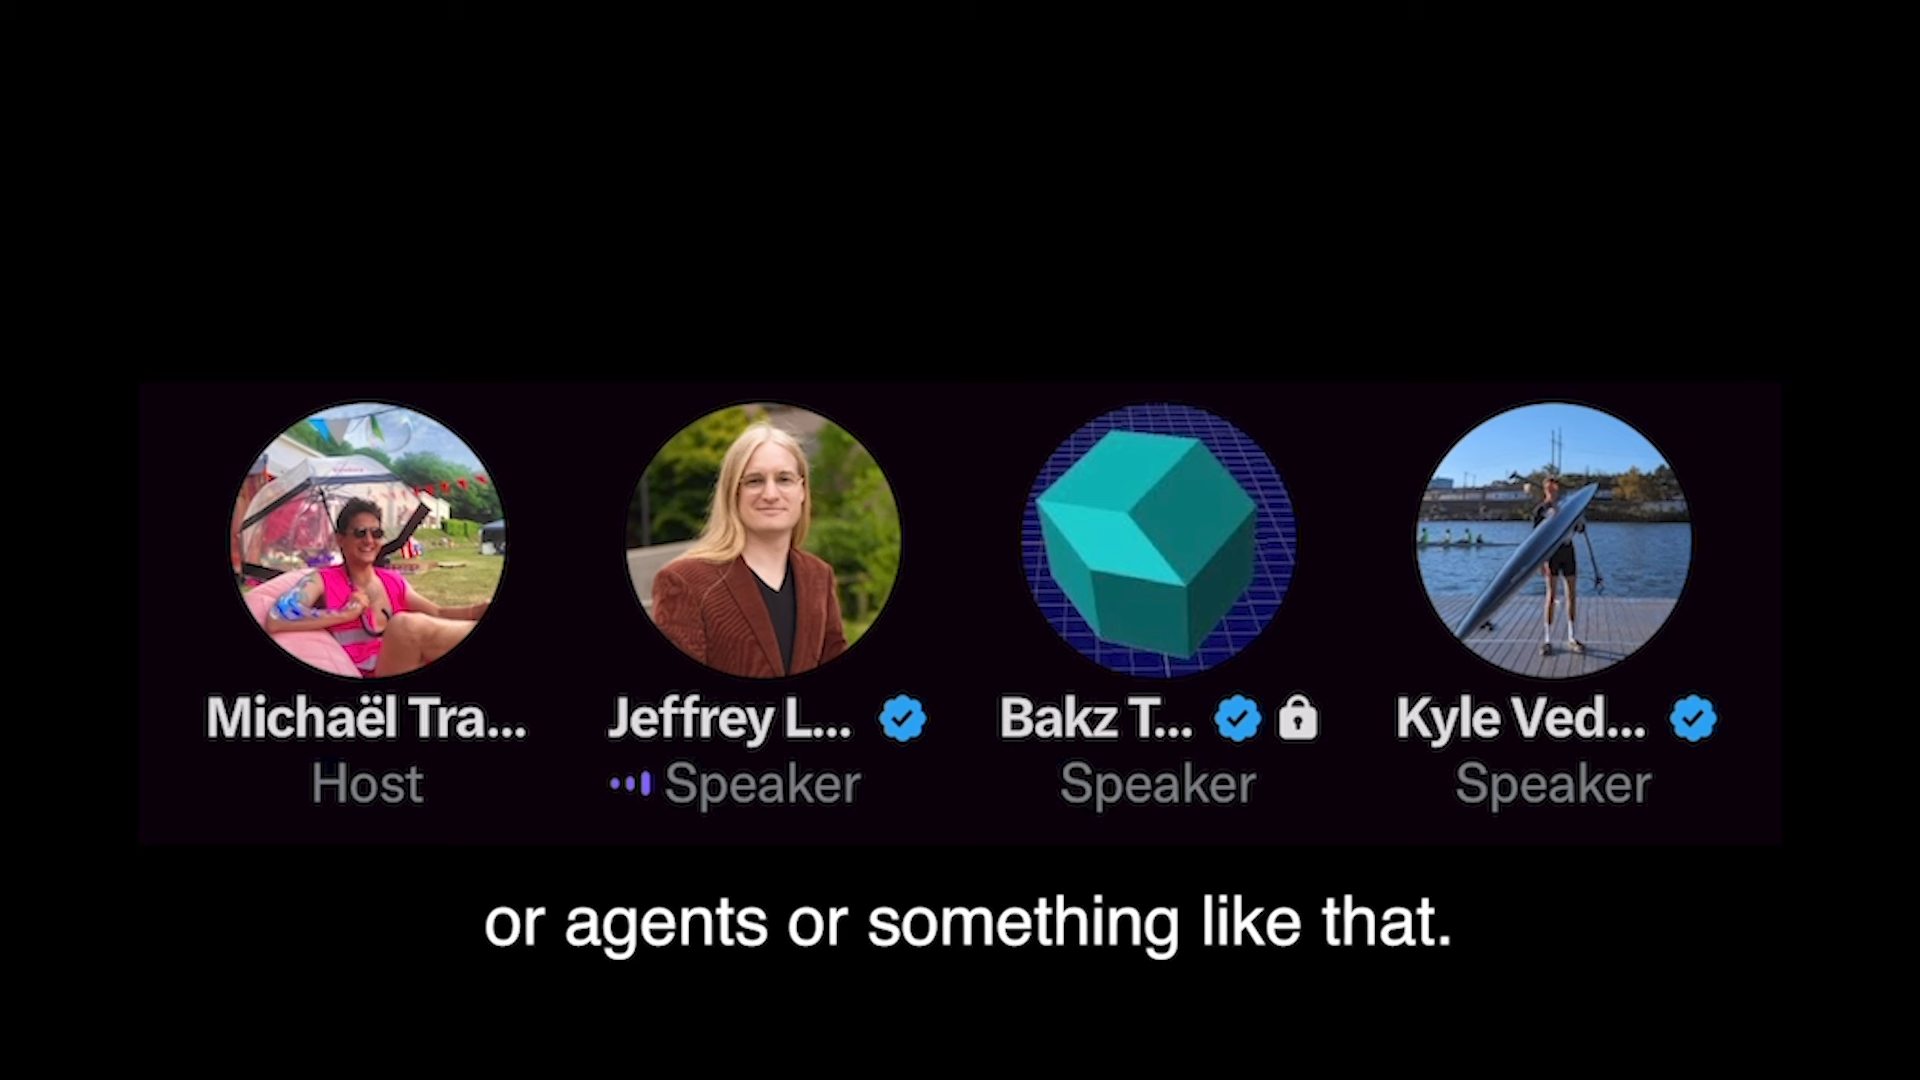 Michaël Tra...
Jeffrey L...
Bakz T...
Kyle Ved...
Host
Speaker
Speaker
Speaker
or agents or something like that.